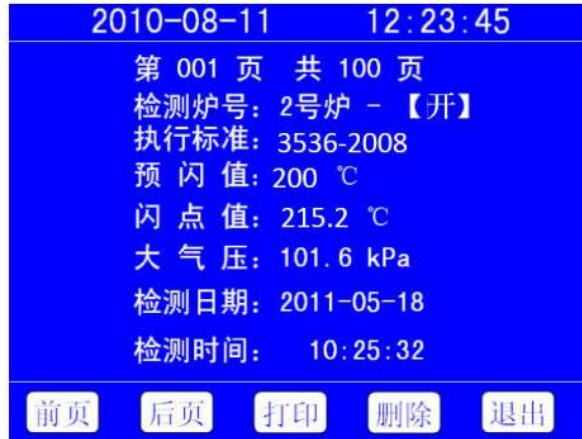 2010-08-11 12:23:45
第 001 页 共 100 页
检测炉号: 2号炉 - 【开】
执行标准: 3536-2008
预 闪 值: 200 ℃
闪 点 值: 215.2 ℃
大 气 压: 101.6 kPa
检测日期: 2011-05-18
检测时间: 10:25:32
前页 后页 打印 删除 退出